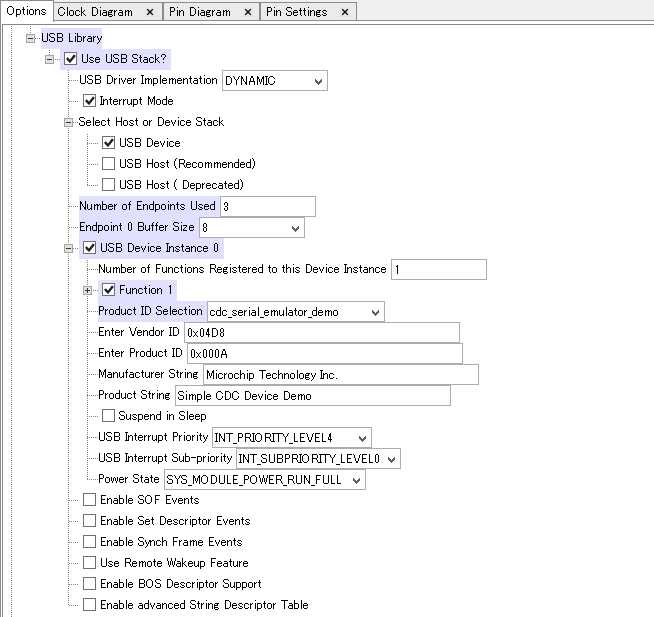 Options Clock Diagram × Pin Diagram × Pin Settings ×
USB Library
Use USB Stack?
USB Driver Implementation DYNAMIC
Interrupt Mode
Select Host or Device Stack
USB Device
USB Host (Recommended)
USB Host ( Deprecated)
Number of Endpoints Used 3
Endpoint 0 Buffer Size 8
USB Device Instance 0
Number of Functions Registered to this Device Instance 1
Function 1
Product ID Selection cdc_serial_emulator_demo
Enter Vendor ID 0x04D8
Enter Product ID 0x000A
Manufacturer String Microchip Technology Inc.
Product String Simple CDC Device Demo
Suspend in Sleep
USB Interrupt Priority INT_PRIORITY_LEVEL4
USB Interrupt Sub-priority INT_SUBPRIORITY_LEVEL0
Power State SYS_MODULE_POWER_RUN_FULL
Enable SOF Events
Enable Set Descriptor Events
Enable Synch Frame Events
Use Remote Wakeup Feature
Enable BOS Descriptor Support
Enable advanced String Descriptor Table